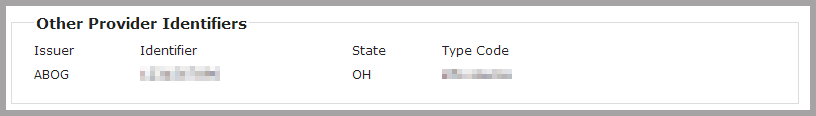 Other Provider Identifiers
Issuer Identifier State Type Code
ABOG OH